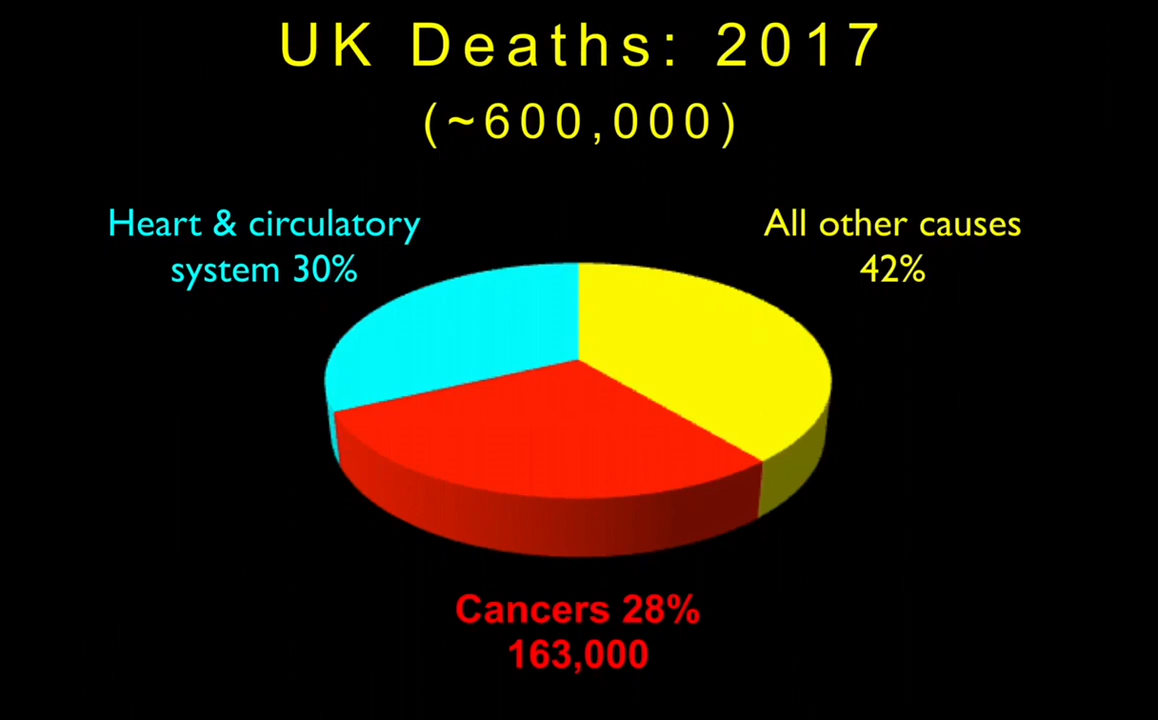 UK Deaths: 2017
(~600,000)
Heart & circulatory
system 30%
All other causes
42%
Cancers 28%
163,000